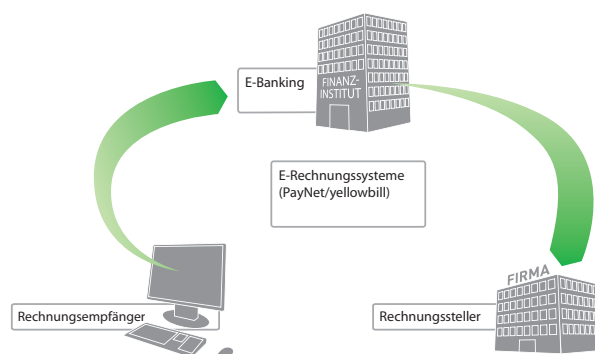 E-Banking
FINANZ-
INSTITUT
E-Rechnungssysteme
(PayNet/yellowbill)
FIRMA
Rechnungsempfänger
Rechnungssteller